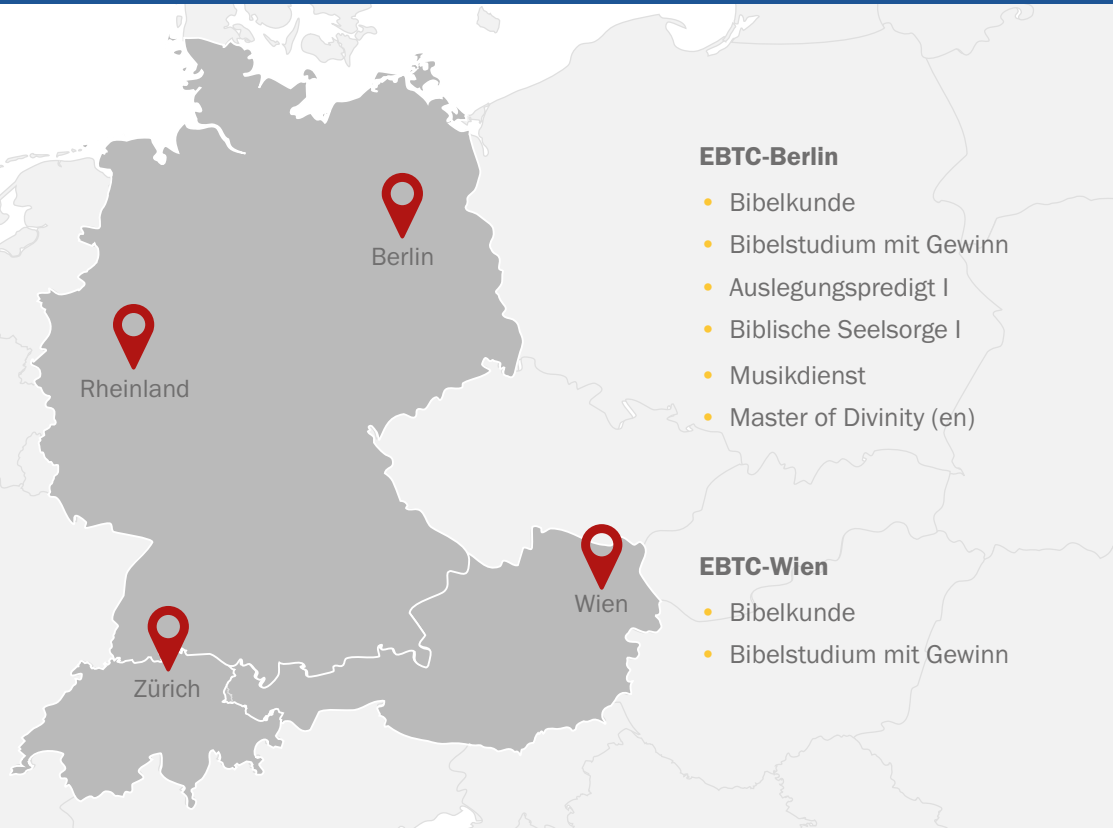 Berlin
Rheinland
Wien
Zürich
EBTC-Berlin
• Bibelkunde
• Bibelstudium mit Gewinn
• Auslegungspredigt I
• Biblische Seelsorge I
• Musikdienst
• Master of Divinity (en)
EBTC-Wien
• Bibelkunde
• Bibelstudium mit Gewinn